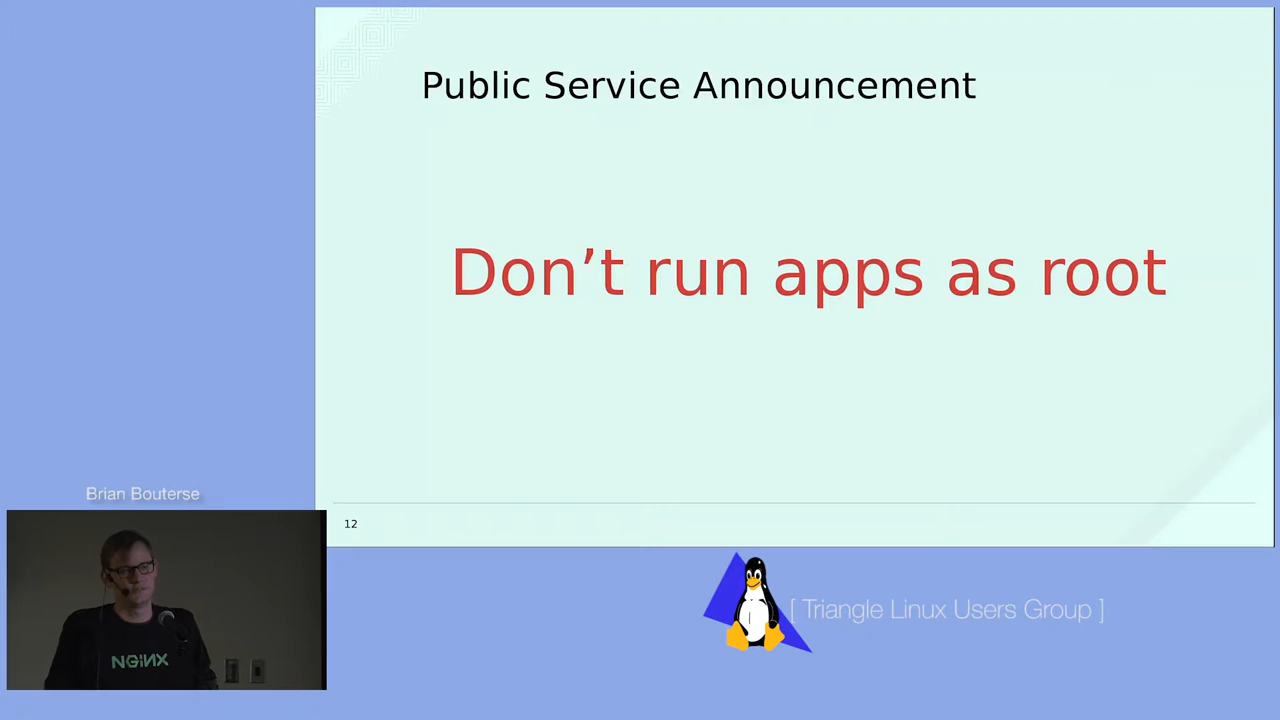 Public Service Announcement
Don’t run apps as root
12
Brian Bouterse
NGINX
[ Triangle Linux Users Group ]